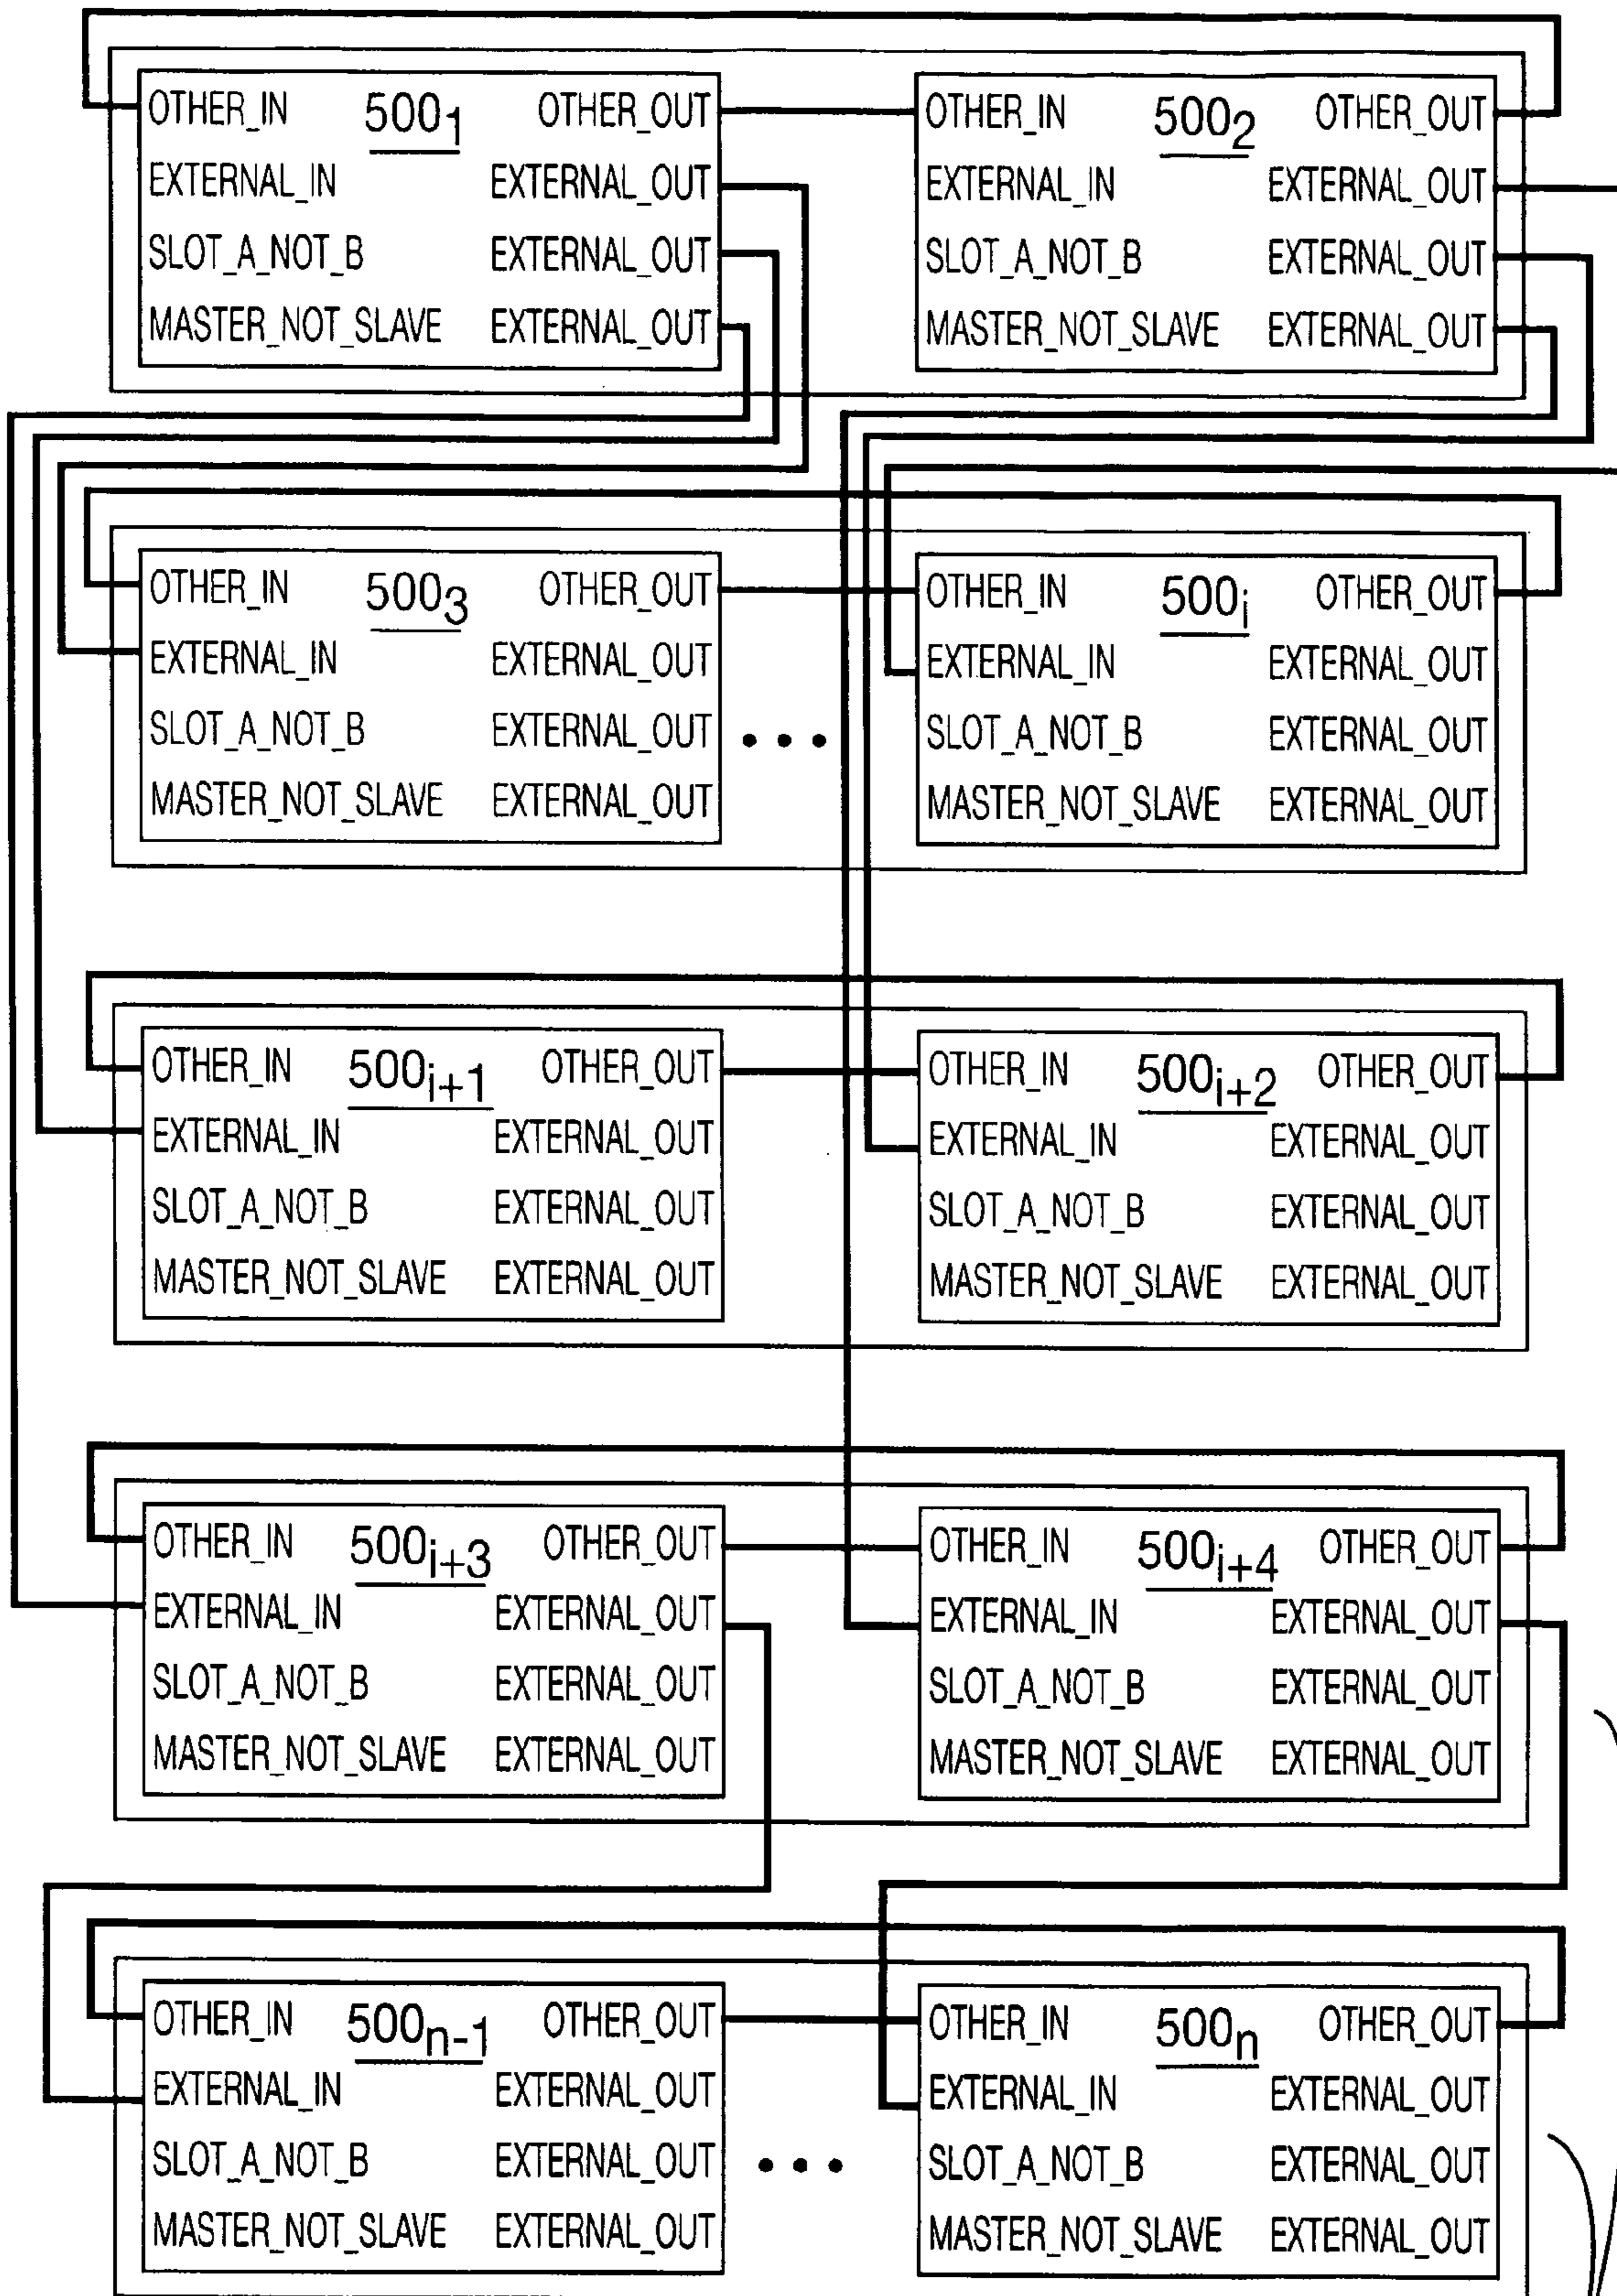 OTHER_IN 500₁ OTHER_OUT
EXTERNAL_IN EXTERNAL_OUT
SLOT_A_NOT_B EXTERNAL_OUT
MASTER_NOT_SLAVE EXTERNAL_OUT
OTHER_IN 500₂ OTHER_OUT
EXTERNAL_IN EXTERNAL_OUT
SLOT_A_NOT_B EXTERNAL_OUT
MASTER_NOT_SLAVE EXTERNAL_OUT
OTHER_IN 500₃ OTHER_OUT
EXTERNAL_IN EXTERNAL_OUT
SLOT_A_NOT_B EXTERNAL_OUT
MASTER_NOT_SLAVE EXTERNAL_OUT
• • •
OTHER_IN 500ᵢ OTHER_OUT
EXTERNAL_IN EXTERNAL_OUT
SLOT_A_NOT_B EXTERNAL_OUT
MASTER_NOT_SLAVE EXTERNAL_OUT
OTHER_IN 500ᵢ₊₁ OTHER_OUT
EXTERNAL_IN EXTERNAL_OUT
SLOT_A_NOT_B EXTERNAL_OUT
MASTER_NOT_SLAVE EXTERNAL_OUT
OTHER_IN 500ᵢ₊₂ OTHER_OUT
EXTERNAL_IN EXTERNAL_OUT
SLOT_A_NOT_B EXTERNAL_OUT
MASTER_NOT_SLAVE EXTERNAL_OUT
OTHER_IN 500ᵢ₊₃ OTHER_OUT
EXTERNAL_IN EXTERNAL_OUT
SLOT_A_NOT_B EXTERNAL_OUT
MASTER_NOT_SLAVE EXTERNAL_OUT
OTHER_IN 500ᵢ₊₄ OTHER_OUT
EXTERNAL_IN EXTERNAL_OUT
SLOT_A_NOT_B EXTERNAL_OUT
MASTER_NOT_SLAVE EXTERNAL_OUT
OTHER_IN 500ₙ₋₁ OTHER_OUT
EXTERNAL_IN EXTERNAL_OUT
SLOT_A_NOT_B EXTERNAL_OUT
MASTER_NOT_SLAVE EXTERNAL_OUT
• • •
OTHER_IN 500ₙ OTHER_OUT
EXTERNAL_IN EXTERNAL_OUT
SLOT_A_NOT_B EXTERNAL_OUT
MASTER_NOT_SLAVE EXTERNAL_OUT